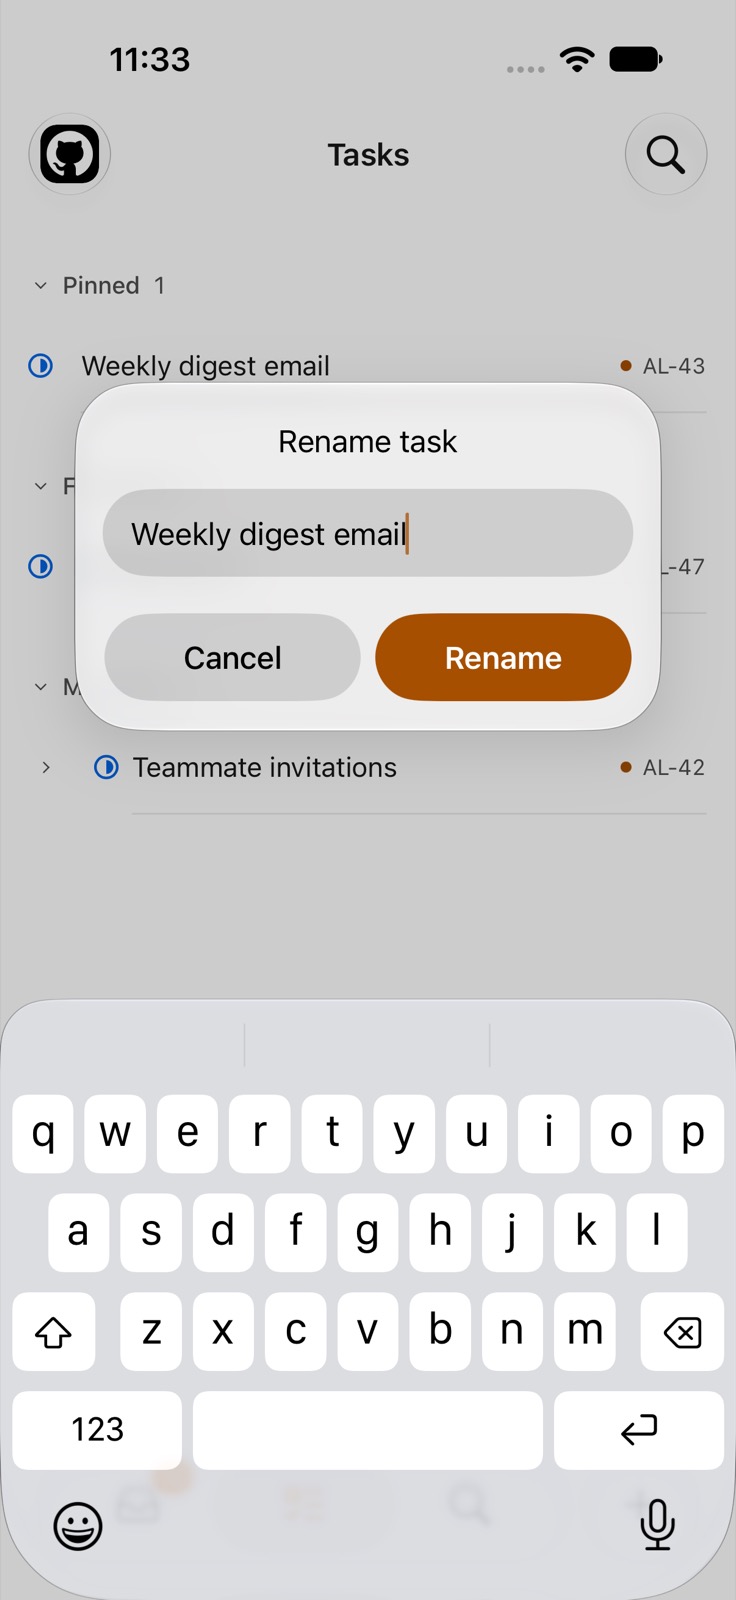 11:33
Tasks
Pinned 1
Weekly digest email AL-43
Rename task
F
Weekly digest email
L-47
Cancel Rename
M
Teammate invitations AL-42
q w e r t y u i o p
a s d f g h j k l
z x c v b n m
123